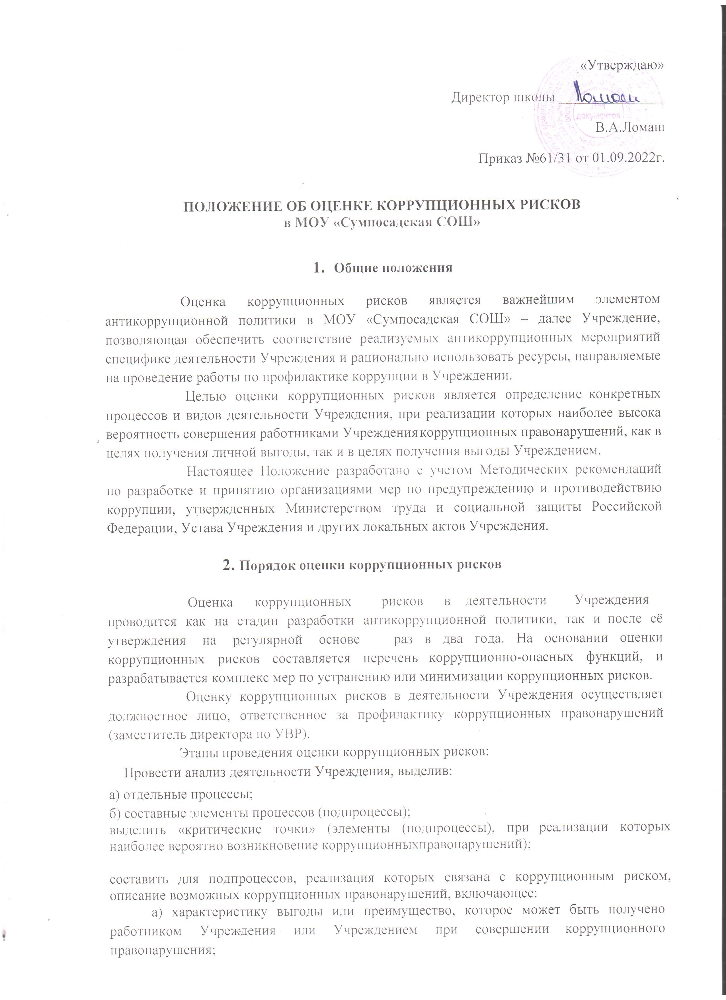 «Утверждаю»
Директор школы
Для
документов
В.А.Ломаш
Приказ №61/31 от 01.09.2022г.
ПОЛОЖЕНИЕ ОБ ОЦЕНКЕ КОРРУПЦИОННЫХ РИСКОВ
в МОУ «Сумпосадская СОШ»
1. Общие положения
Оценка коррупционных рисков является важнейшим элементом
антикоррупционной политики в МОУ «Сумпосадская СОШ» – далее Учреждение,
позволяющая обеспечить соответствие реализуемых антикоррупционных мероприятий
специфике деятельности Учреждения и рационально использовать ресурсы, направляемые
на проведение работы по профилактике коррупции в Учреждении.
Целью оценки коррупционных рисков является определение конкретных
процессов и видов деятельности Учреждения, при реализации которых наиболее высока
вероятность совершения работниками Учреждения коррупционных правонарушений, как в
целях получения личной выгоды, так и в целях получения выгоды Учреждением.
Настоящее Положение разработано с учетом Методических рекомендаций
по разработке и принятию организациями мер по предупреждению и противодействию
коррупции, утвержденных Министерством труда и социальной защиты Российской
Федерации, Устава Учреждения и других локальных актов Учреждения.
2. Порядок оценки коррупционных рисков
Оценка коррупционных рисков в деятельности Учреждения
проводится как на стадии разработки антикоррупционной политики, так и после её
утверждения на регулярной основе раз в два года. На основании оценки
коррупционных рисков составляется перечень коррупционно-опасных функций, и
разрабатывается комплекс мер по устранению или минимизации коррупционных рисков.
Оценку коррупционных рисков в деятельности Учреждения осуществляет
должностное лицо, ответственное за профилактику коррупционных правонарушений
(заместитель директора по УВР).
Этапы проведения оценки коррупционных рисков:
Провести анализ деятельности Учреждения, выделив:
а) отдельные процессы;
б) составные элементы процессов (подпроцессы);
выделить «критические точки» (элементы (подпроцессы), при реализации которых
наиболее вероятно возникновение коррупционныхправонарушений);
составить для подпроцессов, реализация которых связана с коррупционным риском,
описание возможных коррупционных правонарушений, включающее:
а) характеристику выгоды или преимущество, которое может быть получено
работником Учреждения или Учреждением при совершении коррупционного
правонарушения;